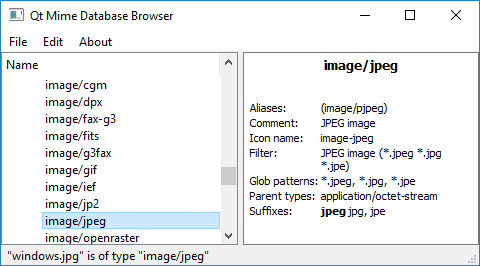 Qt Mime Database Browser
File Edit About
Name
image/cgm
image/dpx
image/fax-g3
image/fits
image/g3fax
image/gif
image/ief
image/jp2
image/jpeg
image/openraster
image/jpeg
Aliases: (image/pjpeg)
Comment: JPEG image
Icon name: image-jpeg
Filter: JPEG image (*.jpeg *.jpg
*.jpe)
Glob patterns: *.jpeg, *.jpg, *.jpe
Parent types: application/octet-stream
Suffixes: jpeg jpg, jpe
"windows.jpg" is of type "image/jpeg"